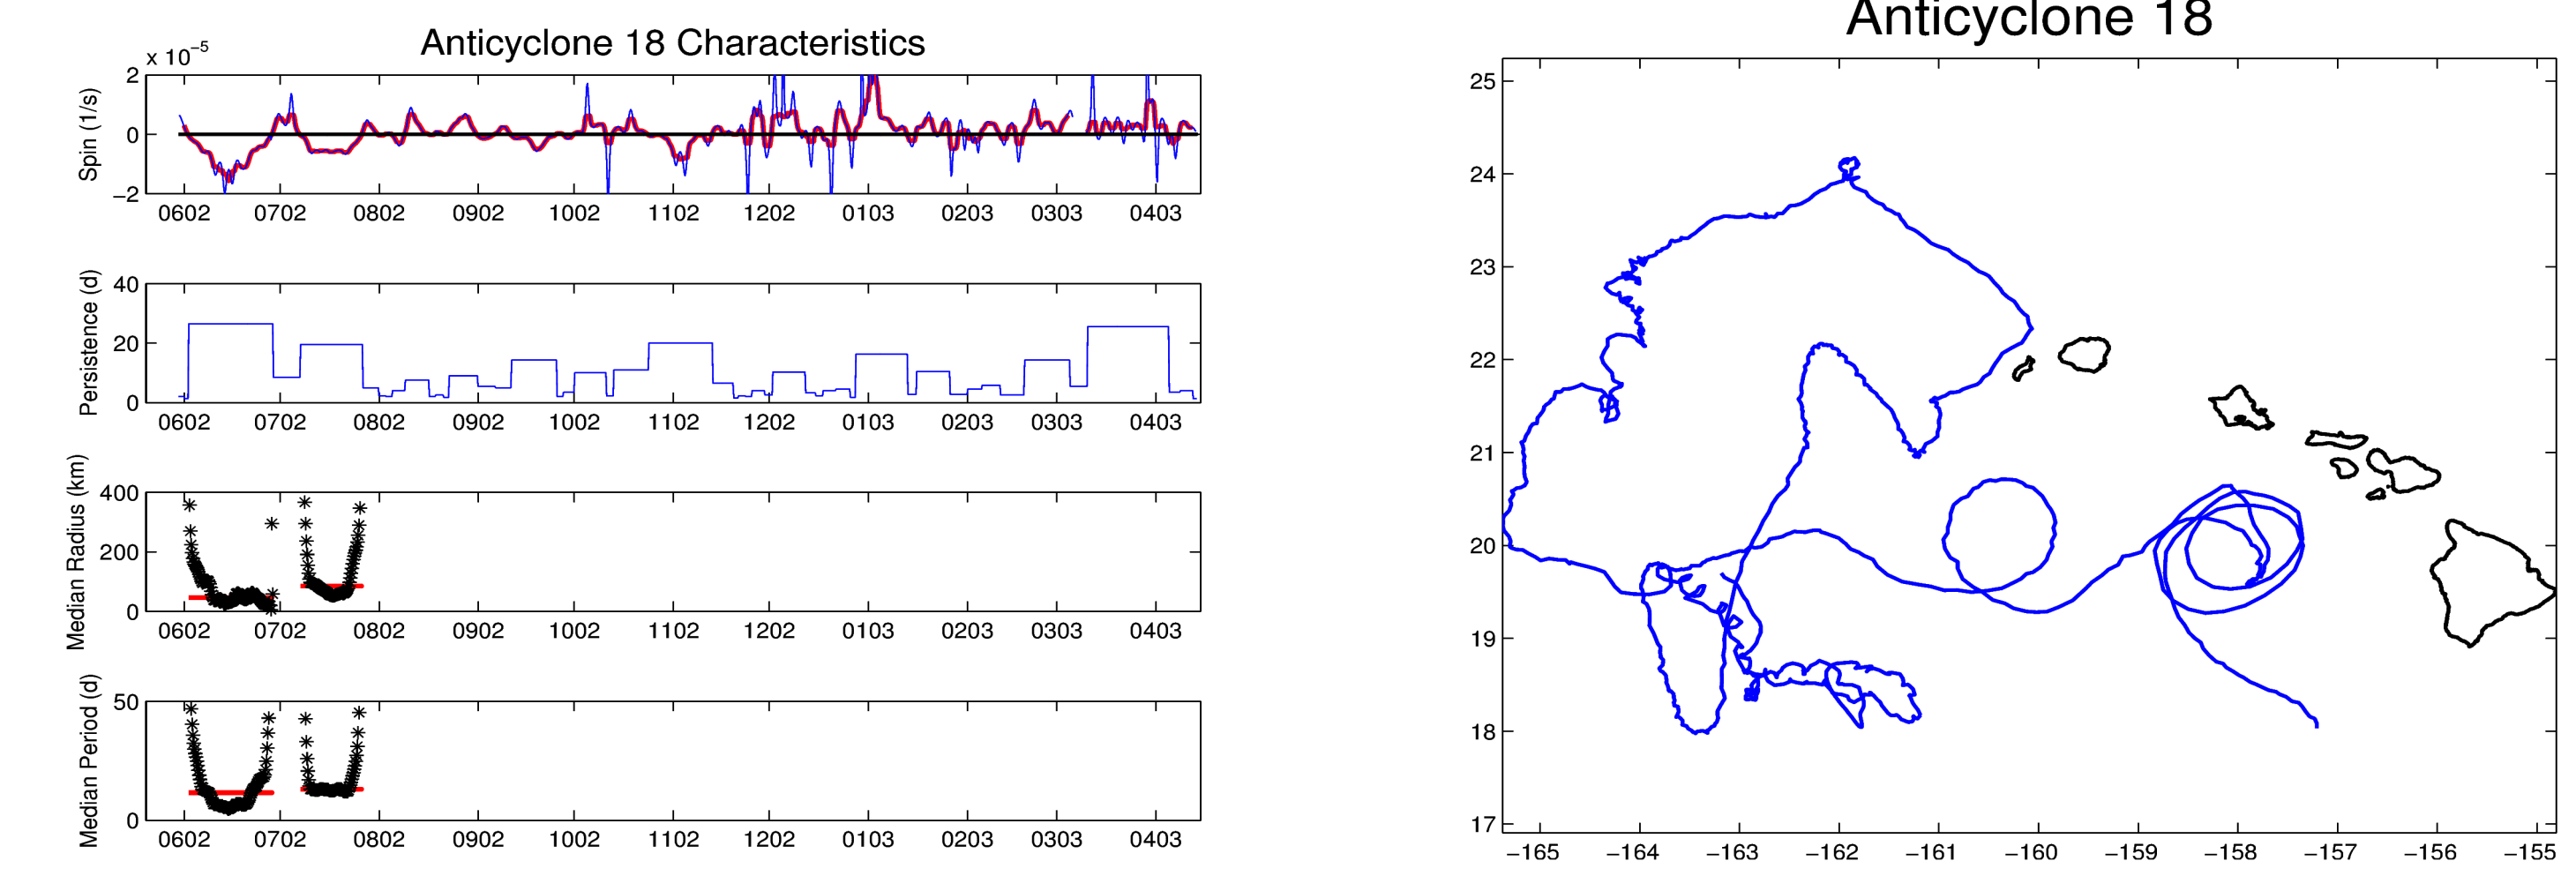 Anticyclone 18 Characteristics
x 10−5
Spin (1/s)
2
0
−2
0602 0702 0802 0902 1002 1102 1202 0103 0203 0303 0403
Persistence (d)
40
20
0
0602 0702 0802 0902 1002 1102 1202 0103 0203 0303 0403
Median Radius (km)
400
200
0
0602 0702 0802 0902 1002 1102 1202 0103 0203 0303 0403
Median Period (d)
50
0
0602 0702 0802 0902 1002 1102 1202 0103 0203 0303 0403
Anticyclone 18
25
24
23
22
21
20
19
18
17
−165 −164 −163 −162 −161 −160 −159 −158 −157 −156 −155